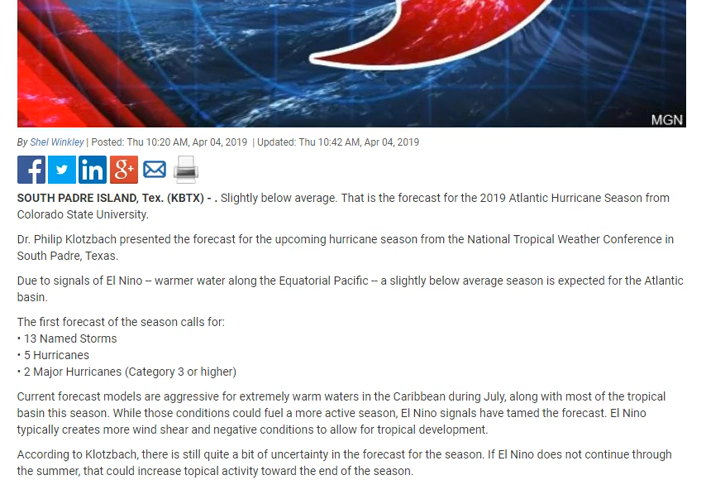 MGN
By Shel Winkley | Posted: Thu 10:20 AM, Apr 04, 2019 | Updated: Thu 10:42 AM, Apr 04, 2019
f in g+
SOUTH PADRE ISLAND, Tex. (KBTX) - . Slightly below average. That is the forecast for the 2019 Atlantic Hurricane Season from
Colorado State University.
Dr. Philip Klotzbach presented the forecast for the upcoming hurricane season from the National Tropical Weather Conference in
South Padre, Texas.
Due to signals of El Nino -- warmer water along the Equatorial Pacific -- a slightly below average season is expected for the Atlantic
basin.
The first forecast of the season calls for:
• 13 Named Storms
• 5 Hurricanes
• 2 Major Hurricanes (Category 3 or higher)
Current forecast models are aggressive for extremely warm waters in the Caribbean during July, along with most of the tropical
basin this season. While those conditions could fuel a more active season, El Nino signals have tamed the forecast. El Nino
typically creates more wind shear and negative conditions to allow for tropical development.
According to Klotzbach, there is still quite a bit of uncertainty in the forecast for the season. If El Nino does not continue through
the summer, that could increase topical activity toward the end of the season.